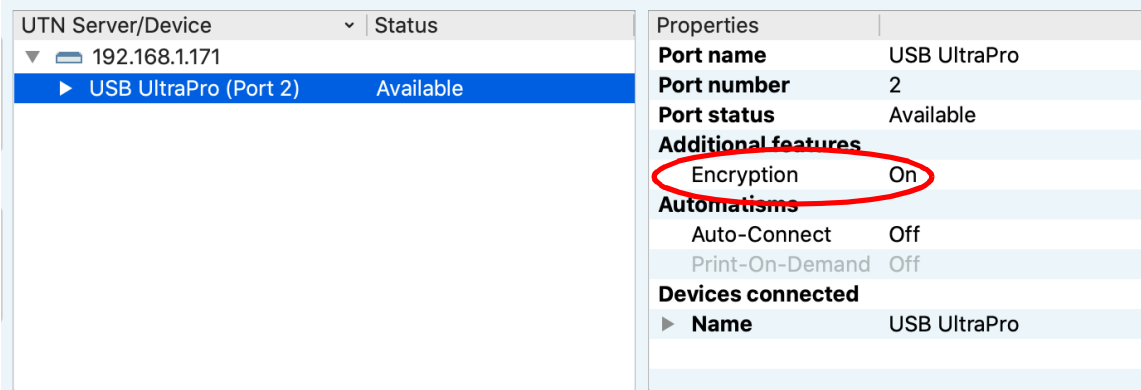 UTN Server/Device Status
192.168.1.171
USB UltraPro (Port 2) Available
Properties
Port name USB UltraPro
Port number 2
Port status Available
Additional features
Encryption On
Automatisms
Auto-Connect Off
Print-On-Demand Off
Devices connected
Name USB UltraPro